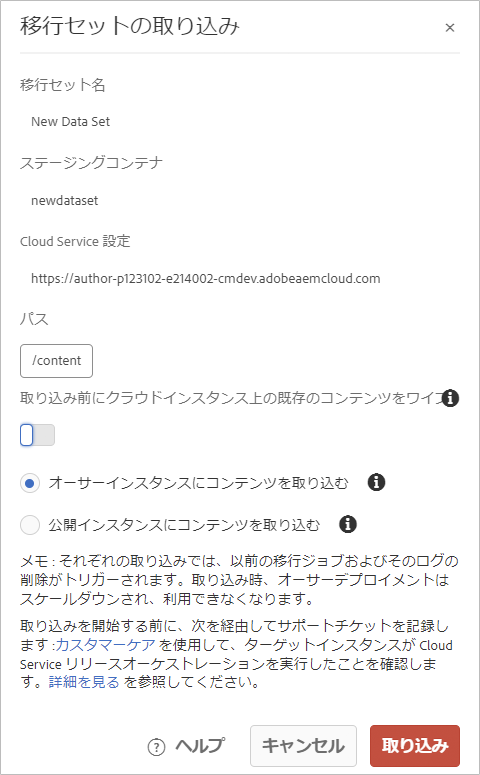 移行セットの取り込み
×
移行セット名
New Data Set
ステージングコンテナ
newdataset
Cloud Service 設定
https://author-p123102-e214002-cmdev.adobeaemcloud.com
パス
/content
取り込み前にクラウドインスタンス上の既存のコンテンツをワイプ
オーサーインスタンスにコンテンツを取り込む
公開インスタンスにコンテンツを取り込む
メモ : それぞれの取り込みでは、以前の移行ジョブおよびそのログの
削除がトリガーされます。取り込み時、オーサーデプロイメントは
スケールダウンされ、利用できなくなります。
取り込みを開始する前に、次を経由してサポートチケットを記録し
ます :カスタマーケア を使用して、ターゲットインスタンスが Cloud
Service リリースオーケストレーションを実行したことを確認しま
す。詳細を見る を参照してください。
? ヘルプ キャンセル 取り込み